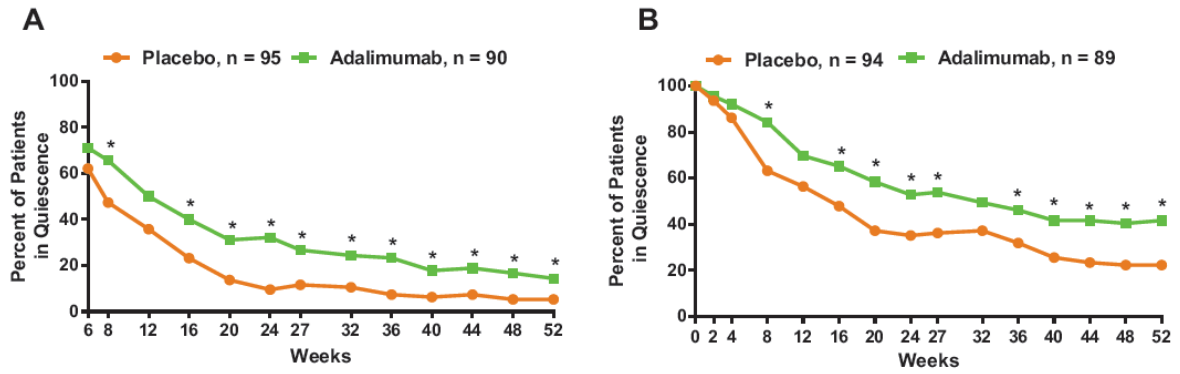 A
Placebo, n = 95 Adalimumab, n = 90
Percent of Patients
in Quiescence
100
80
60
40
20
0
* * * * * * * * * * *
6 8 12 16 20 24 27 32 36 40 44 48 52
Weeks
B
Placebo, n = 94 Adalimumab, n = 89
Percent of Patients
in Quiescence
100
80
60
40
20
0
* * * * * * * * * *
0 2 4 8 12 16 20 24 27 32 36 40 44 48 52
Weeks